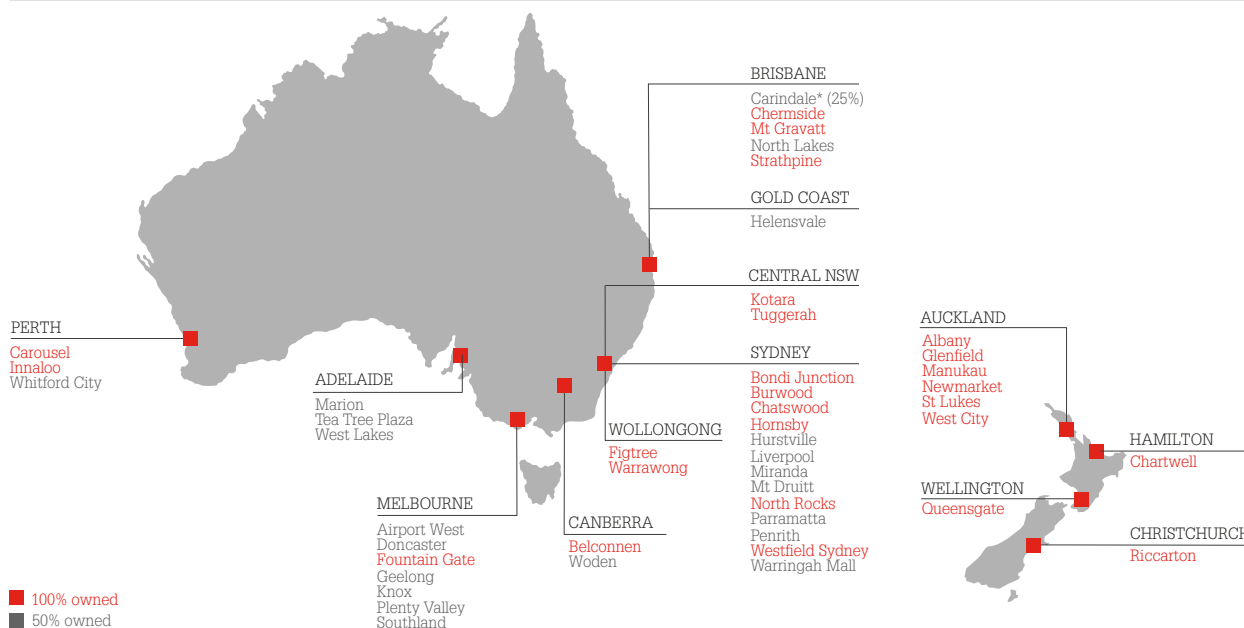 BRISBANE
Carindale* (25%)
Chermside
Mt Gravatt
North Lakes
Strathpine
GOLD COAST
Helensvale
CENTRAL NSW
Kotara
Tuggerah
SYDNEY
Bondi Junction
Burwood
Chatswood
Hornsby
Hurstville
Liverpool
Miranda
Mt Druitt
North Rocks
Parramatta
Penrith
Westfield Sydney
Warringah Mall
PERTH
Carousel
Innaloo
Whitford City
ADELAIDE
Marion
Tea Tree Plaza
West Lakes
WOLLONGONG
Figtree
Warrawong
MELBOURNE
Airport West
Doncaster
Fountain Gate
Geelong
Knox
Plenty Valley
Southland
CANBERRA
Belconnen
Woden
AUCKLAND
Albany
Glenfield
Manukau
Newmarket
St Lukes
West City
HAMILTON
Chartwell
WELLINGTON
Queensgate
CHRISTCHURCH
Riccarton
100% owned
50% owned